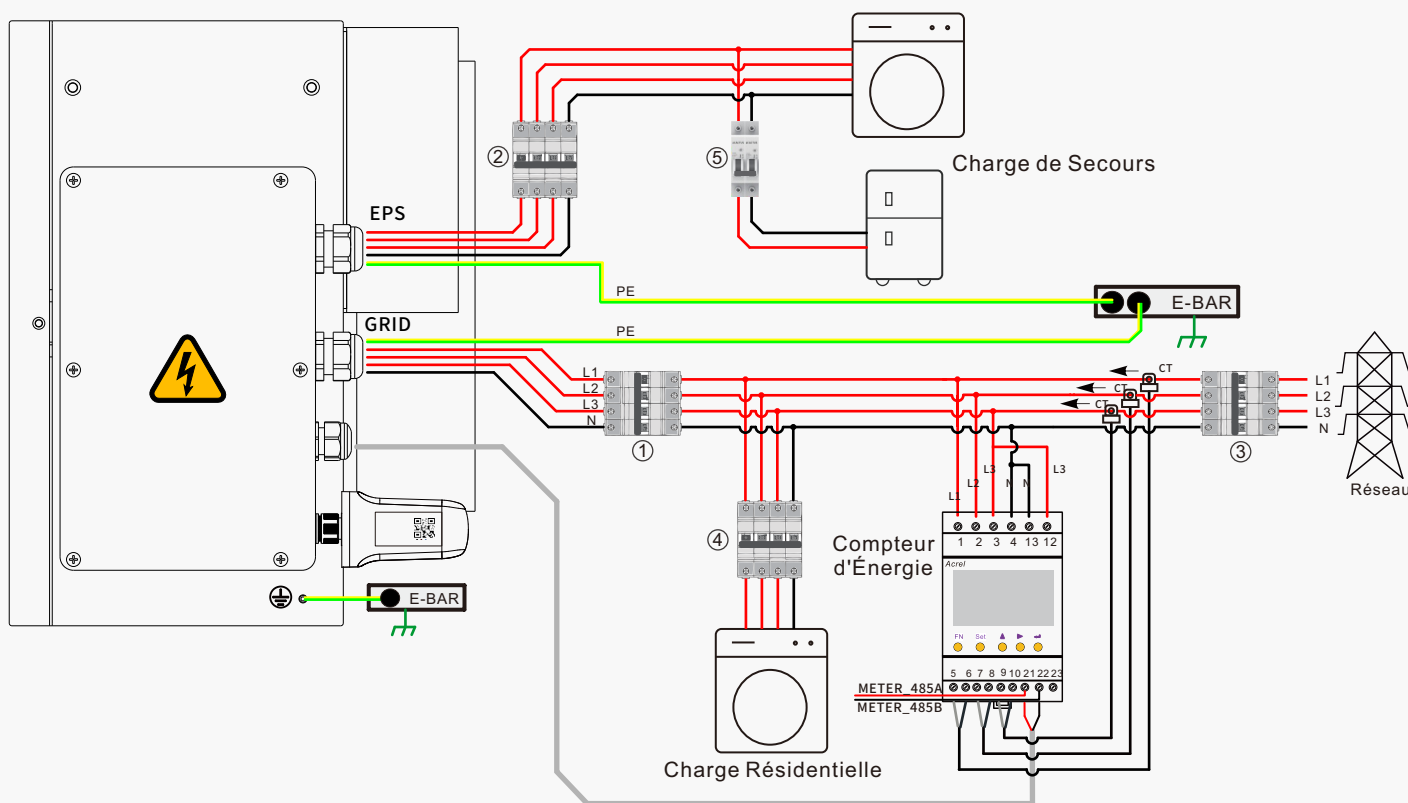 ②
⑤
Charge de Secours
EPS
PE
E-BAR
GRID
PE
L1
L2
L3
N
①
CT
CT
CT
③
L1
L2
L3
N
Réseau
L1
L2
L3
N
N
L3
④
Compteur
d'Énergie
1 2 3 4 13 12
Acrel
FN Set
5 6 7 8 9 10 21 22 23
METER_485A
METER_485B
E-BAR
Charge Résidentielle